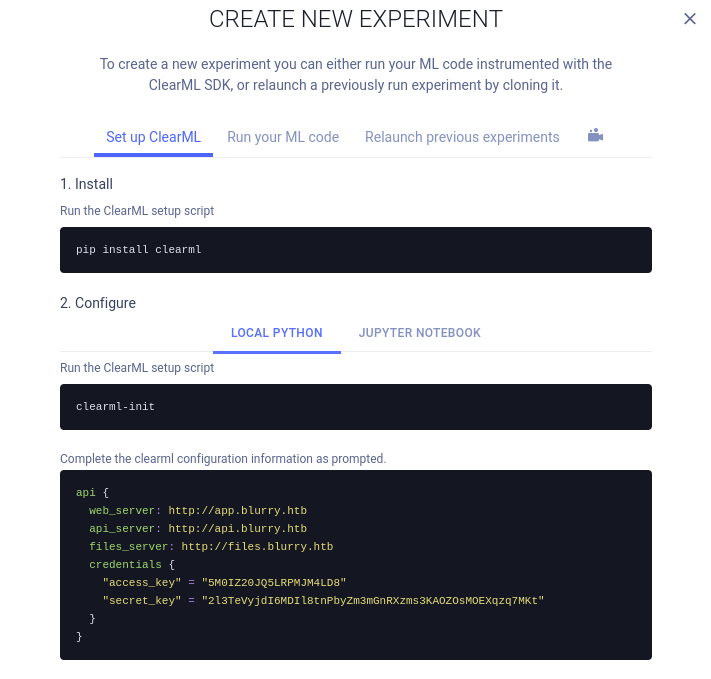 CREATE NEW EXPERIMENT
To create a new experiment you can either run your ML code instrumented with the
ClearML SDK, or relaunch a previously run experiment by cloning it.
Set up ClearML Run your ML code Relaunch previous experiments
1. Install
Run the ClearML setup script
pip install clearml
2. Configure
LOCAL PYTHON JUPYTER NOTEBOOK
Run the ClearML setup script
clearml-init
Complete the clearml configuration information as prompted.
api {
  web_server: http://app.blurry.htb
  api_server: http://api.blurry.htb
  files_server: http://files.blurry.htb
  credentials {
    "access_key" = "5M0IZ20JQ5LRPMJM4LD8"
    "secret_key" = "2l3TeVyjdI6MDIl8tnPbyZm3mGnRXzms3KAOZOsMOEXqzq7MKt"
  }
}